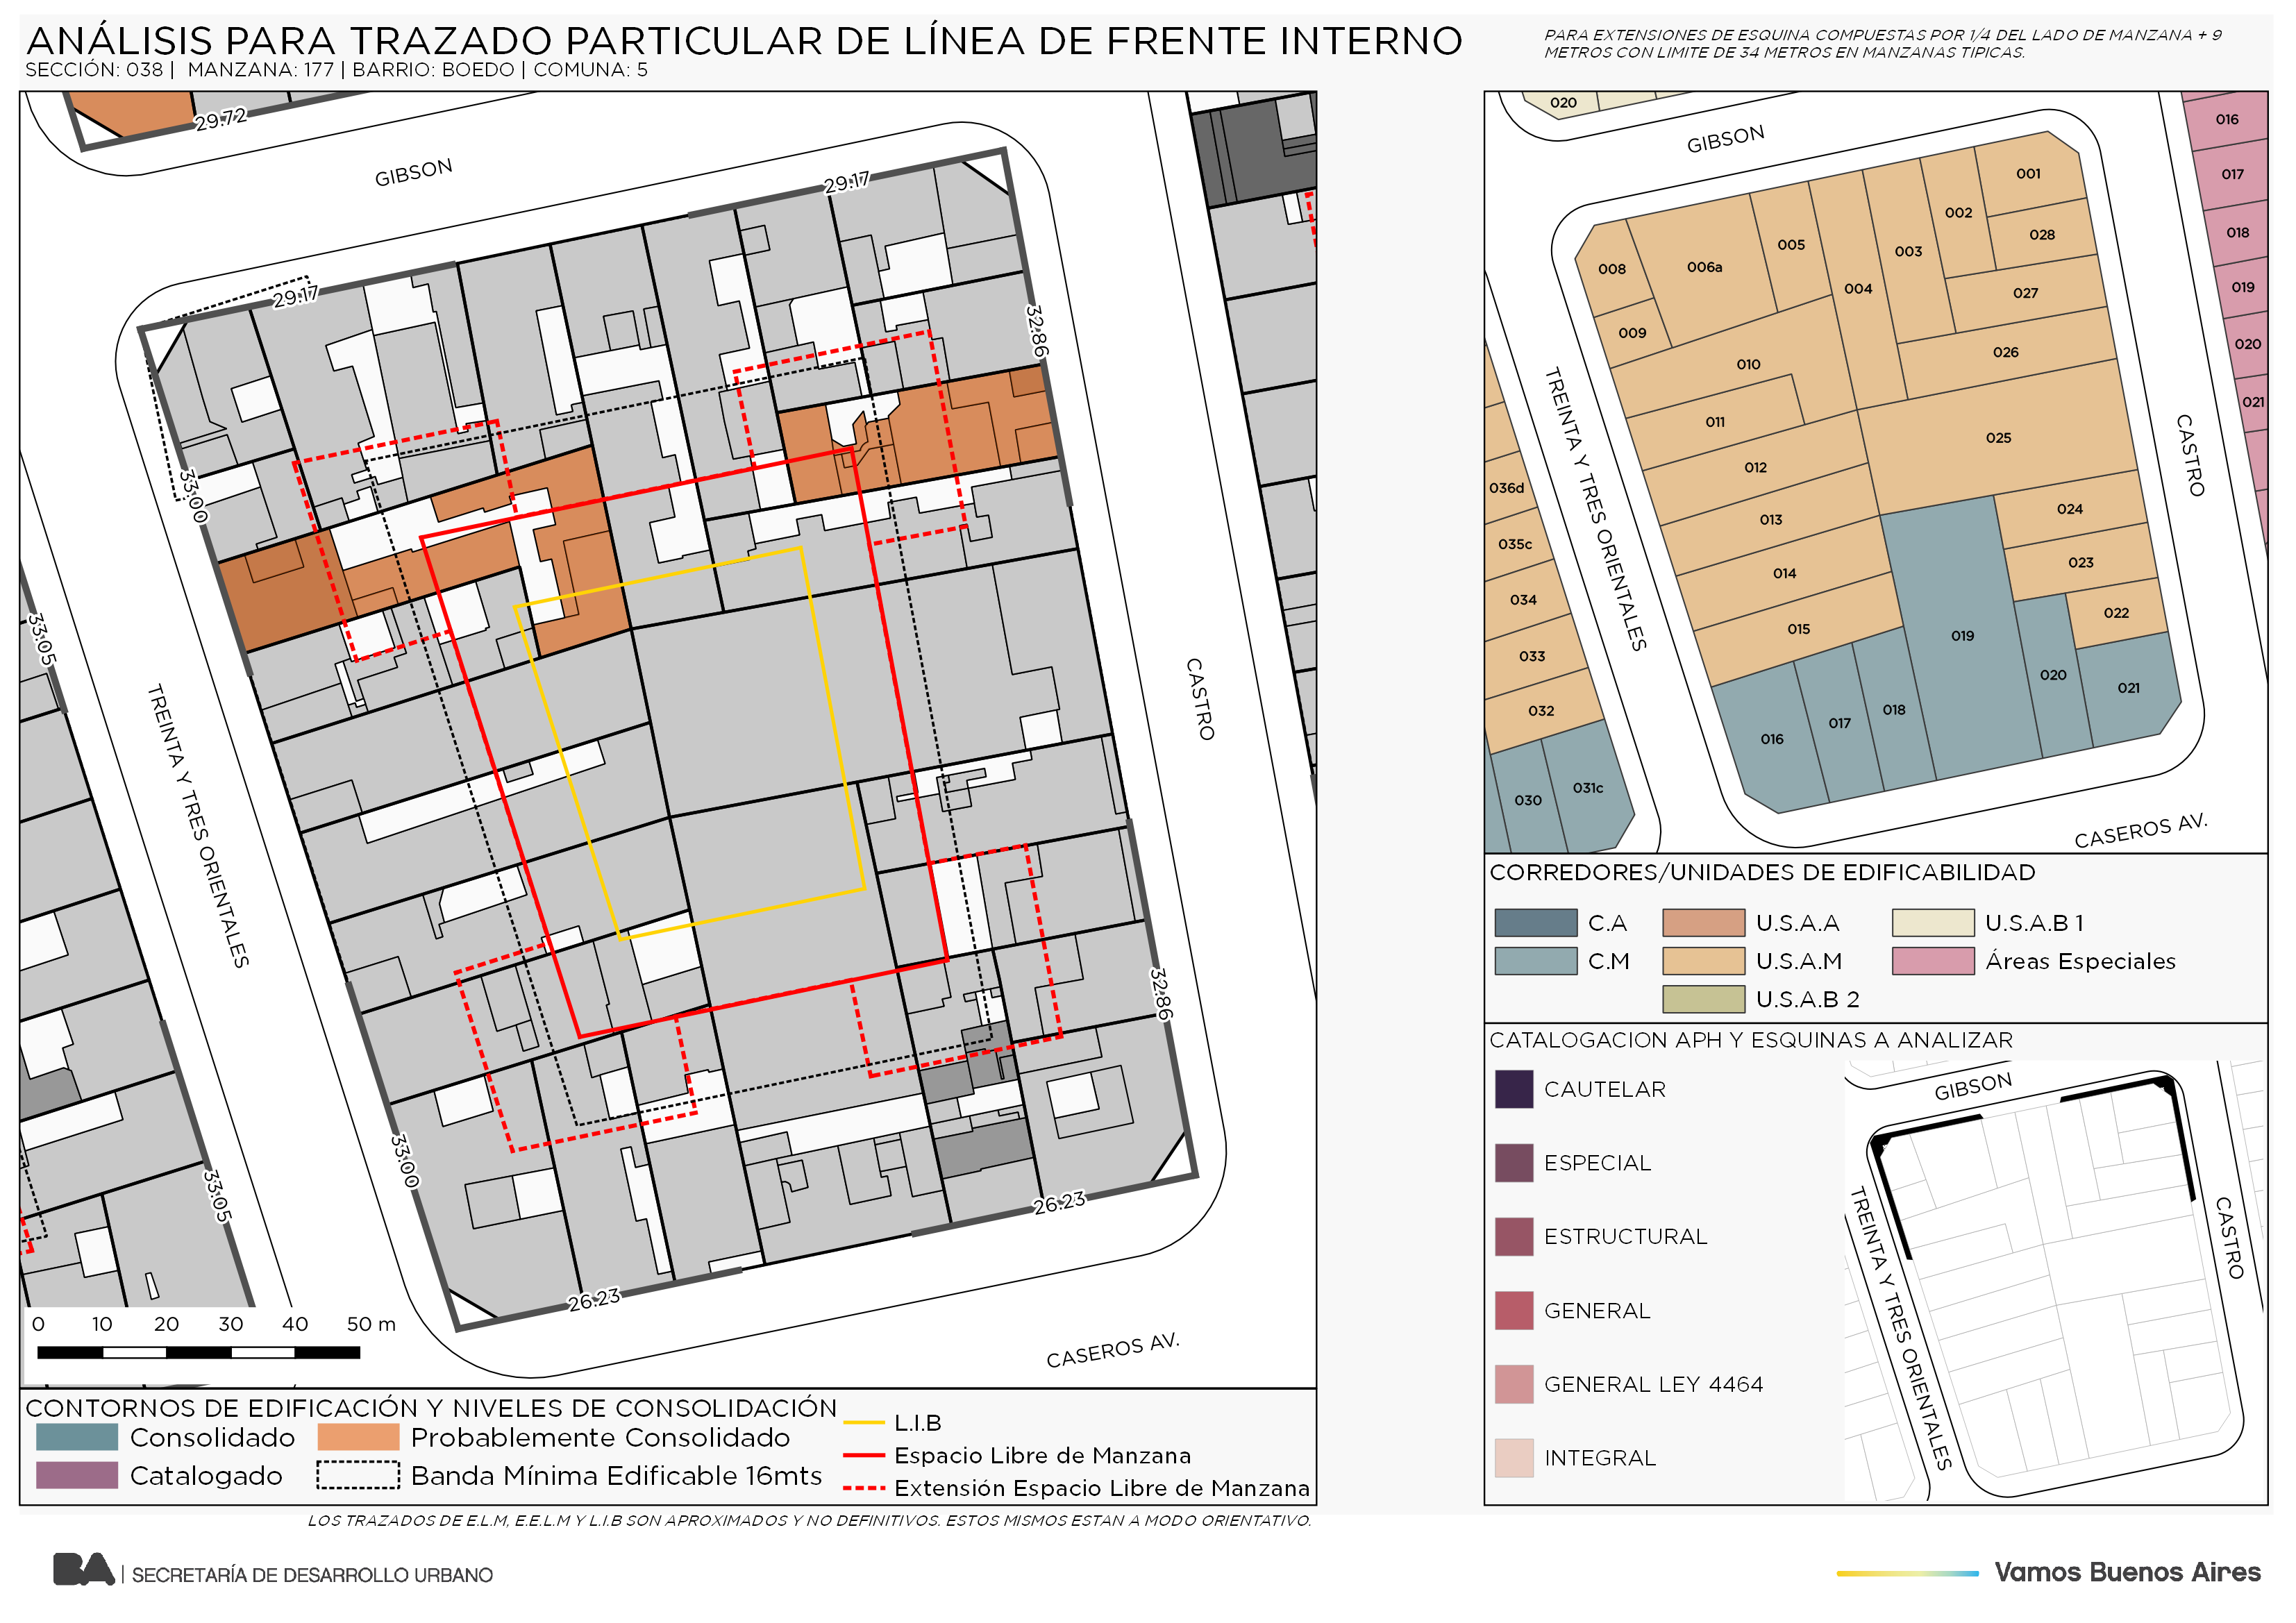 ANÁLISIS PARA TRAZADO PARTICULAR DE LÍNEA DE FRENTE INTERNO
SECCIÓN: 038 | MANZANA: 177 | BARRIO: BOEDO | COMUNA: 5
PARA EXTENSIONES DE ESQUINA COMPUESTAS POR 1/4 DEL LADO DE MANZANA + 9
METROS CON LIMITE DE 34 METROS EN MANZANAS TIPICAS.
29.72
GIBSON
29.17
29.17
32.86
33.00
33.05
TREINTA Y TRES ORIENTALES
CASTRO
32.86
33.00
33.05
26.23
26.23
CASEROS AV.
0 10 20 30 40 50 m
CONTORNOS DE EDIFICACIÓN Y NIVELES DE CONSOLIDACIÓN
Consolidado
Probablemente Consolidado
Catalogado
Banda Mínima Edificable 16mts
L.I.B
Espacio Libre de Manzana
Extensión Espacio Libre de Manzana
LOS TRAZADOS DE E.L.M, E.E.L.M Y L.I.B SON APROXIMADOS Y NO DEFINITIVOS. ESTOS MISMOS ESTAN A MODO ORIENTATIVO.
020
GIBSON
016
017
018
019
020
021
001
002
028
003
027
004
005
006a
008
009
026
010
011
025
012
013
014
015
024
023
022
019
020
021
016
017
018
036d
035c
034
033
032
030
031c
TREINTA Y TRES ORIENTALES
CASTRO
CASEROS AV.
CORREDORES/UNIDADES DE EDIFICABILIDAD
C.A
U.S.A.A
U.S.A.B 1
C.M
U.S.A.M
Áreas Especiales
U.S.A.B 2
CATALOGACION APH Y ESQUINAS A ANALIZAR
CAUTELAR
ESPECIAL
ESTRUCTURAL
GENERAL
GENERAL LEY 4464
INTEGRAL
GIBSON
TREINTA Y TRES ORIENTALES
CASTRO
BA | SECRETARÍA DE DESARROLLO URBANO
Vamos Buenos Aires